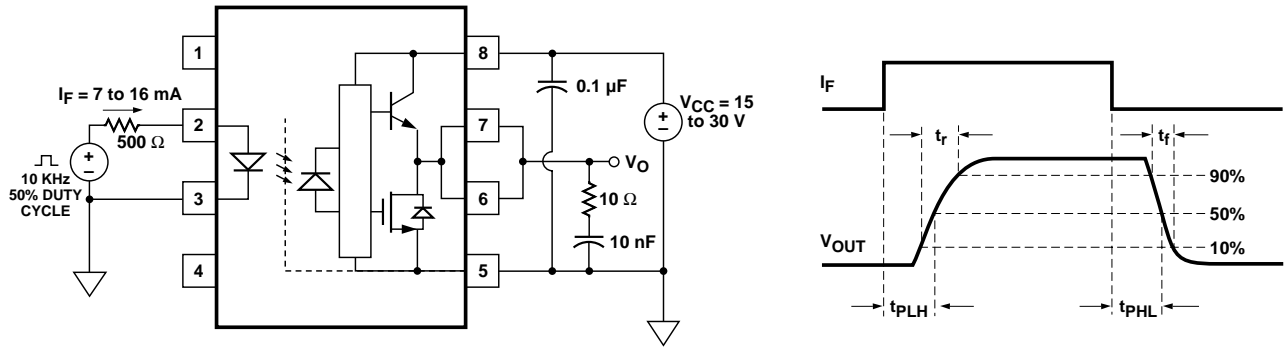 1
2
3
4
8
7
6
5
I_F = 7 to 16 mA
500 Ω
+
–
10 KHz
50% DUTY
CYCLE
0.1 µF
+
–
V_CC = 15
to 30 V
V_O
10 Ω
10 nF
I_F
t_r
t_f
90%
50%
10%
V_OUT
t_PLH
t_PHL